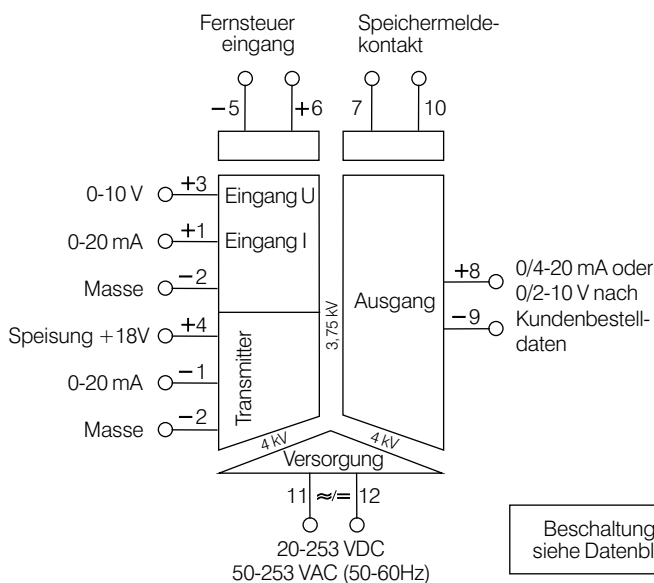 Fernsteuer
eingang
Speichermelde-
kontakt
−5
+6
7
10
0-10 V
+3
Eingang U
0-20 mA
+1
Eingang I
Masse
−2
Speisung +18V
+4
0-20 mA
−1
Masse
−2
Transmitter
3,75 kV
Ausgang
+8
−9
0/4-20 mA oder
0/2-10 V nach
Kundenbestell-
daten
4 kV
4 kV
Versorgung
11 ≂/= 12
20-253 VDC
50-253 VAC (50-60Hz)
Beschaltung
siehe Datenbl